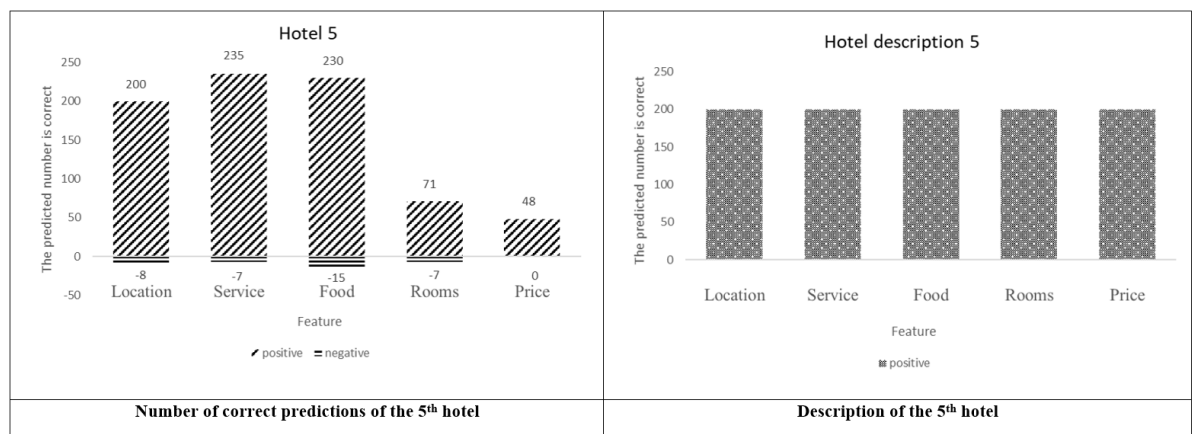 Hotel 5
The predicted number is correct
250
200
150
100
50
0
-50
200
235
230
71
48
-8
-7
-15
-7
0
Location Service Food Rooms Price
Feature
positive negative
Number of correct predictions of the 5th hotel
Hotel description 5
The predicted number is correct
250
200
150
100
50
0
Location Service Food Rooms Price
Feature
positive
Description of the 5th hotel